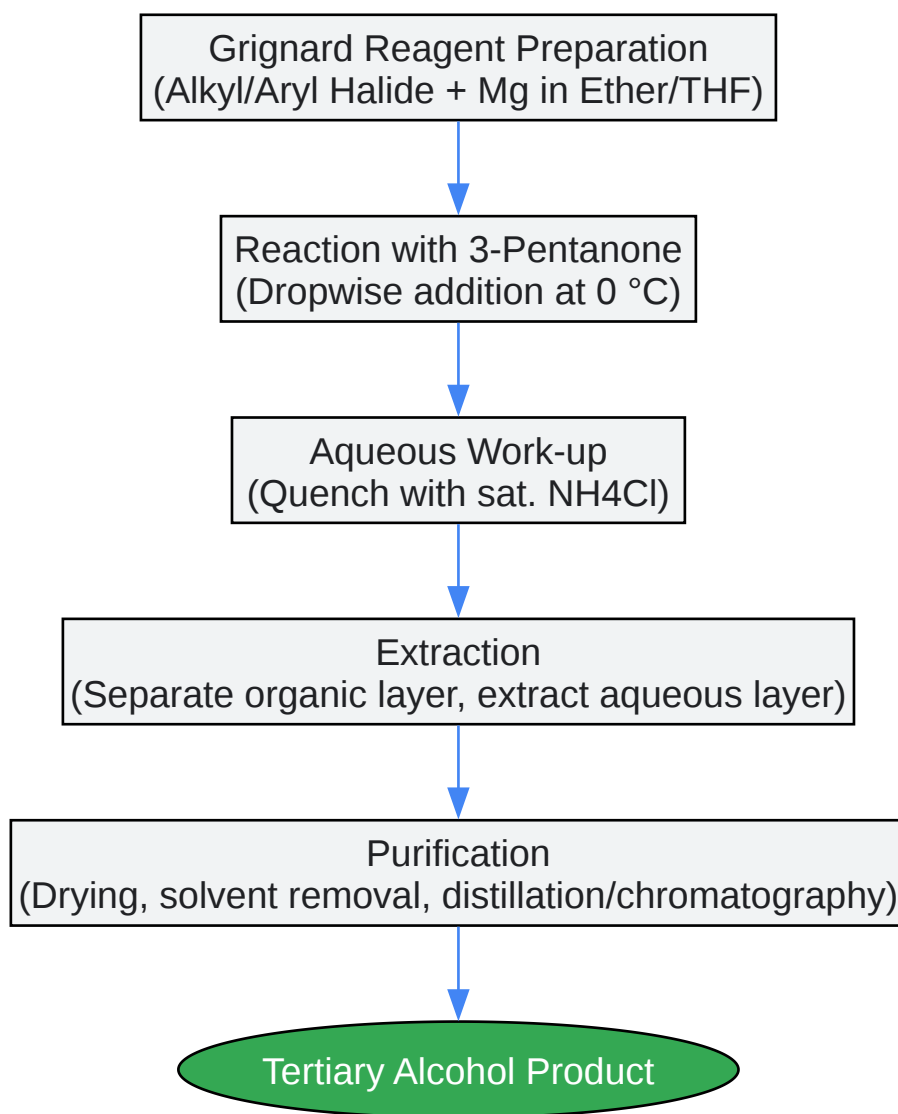 Grignard Reagent Preparation
(Alkyl/Aryl Halide + Mg in Ether/THF)
Reaction with 3-Pentanone
(Dropwise addition at 0 °C)
Aqueous Work-up
(Quench with sat. NH4Cl)
Extraction
(Separate organic layer, extract aqueous layer)
Purification
(Drying, solvent removal, distillation/chromatography)
Tertiary Alcohol Product